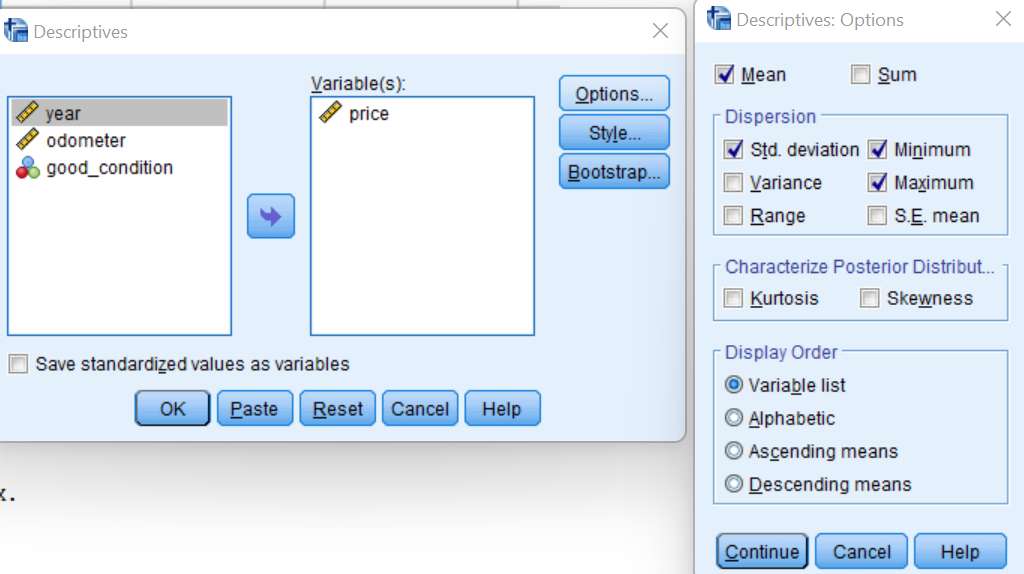 Descriptives
year
odometer
good_condition
Variable(s):
price
Options...
Style...
Bootstrap...
Save standardized values as variables
OK
Paste
Reset
Cancel
Help
x.
Descriptives: Options
Mean
Sum
Dispersion
Std. deviation
Minimum
Variance
Maximum
Range
S.E. mean
Characterize Posterior Distribut...
Kurtosis
Skewness
Display Order
Variable list
Alphabetic
Ascending means
Descending means
Continue
Cancel
Help